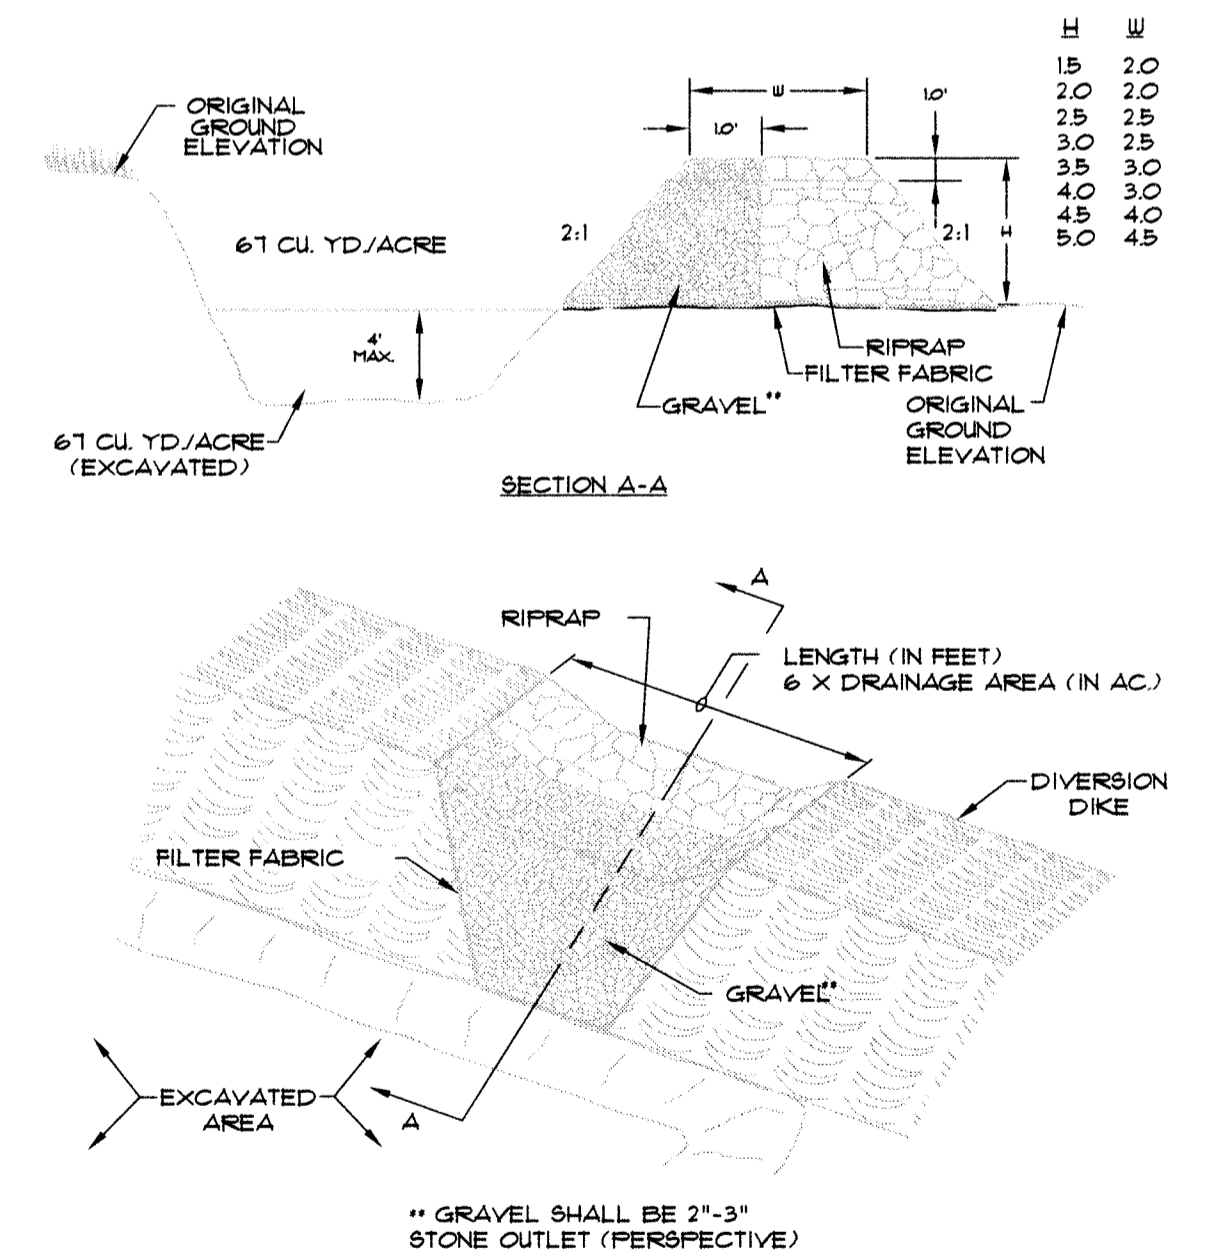 H W
1.5 2.0
2.0 2.0
2.5 2.5
3.0 2.5
3.5 3.0
4.0 3.0
4.5 4.0
5.0 4.5
ORIGINAL
GROUND
ELEVATION
W
1.0'
1.0'
67 CU. YD./ACRE
2:1
2:1
H
4'
MAX.
RIPRAP
FILTER FABRIC
GRAVEL**
ORIGINAL
GROUND
ELEVATION
67 CU. YD./ACRE
(EXCAVATED)
SECTION A-A
A
RIPRAP
LENGTH (IN FEET)
6 X DRAINAGE AREA (IN AC.)
DIVERSION
DIKE
FILTER FABRIC
GRAVEL**
EXCAVATED
AREA
A
** GRAVEL SHALL BE 2"-3"
STONE OUTLET (PERSPECTIVE)